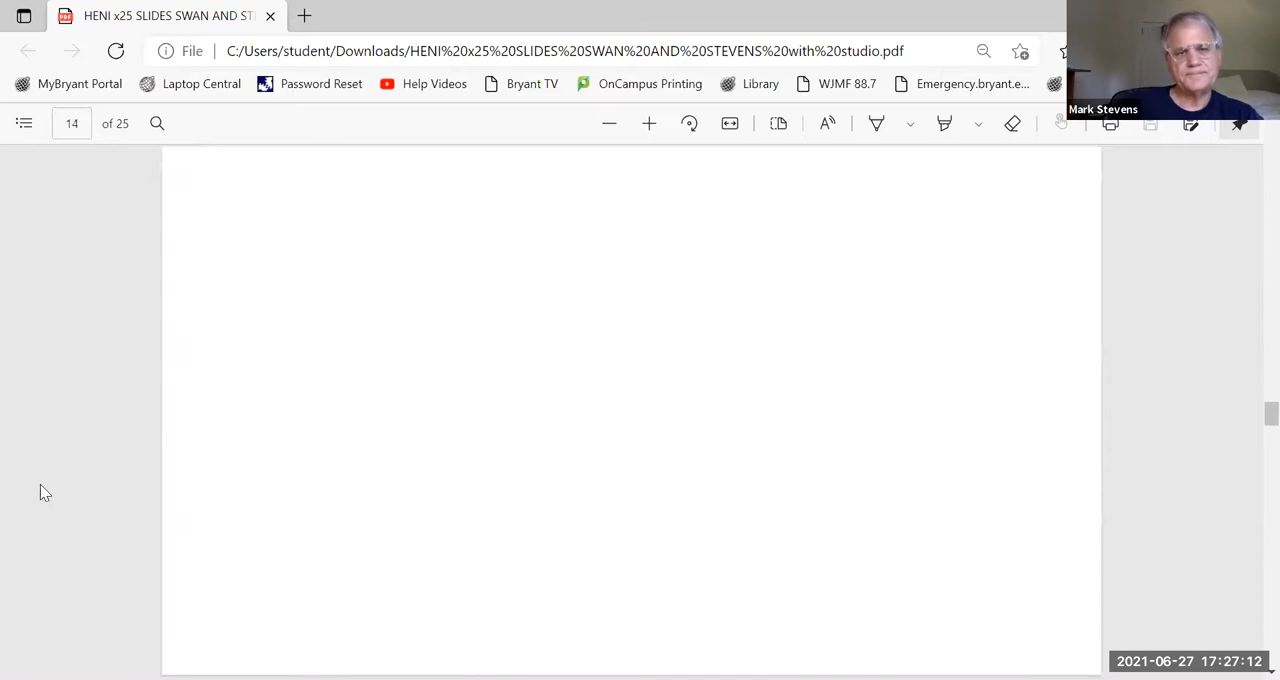 HENI x25 SLIDES SWAN AND STE
File
C:/Users/student/Downloads/HENI%20x25%20SLIDES%20SWAN%20AND%20STEVENS%20with%20studio.pdf
MyBryant Portal
Laptop Central
Password Reset
Help Videos
Bryant TV
OnCampus Printing
Library
WJMF 88.7
Emergency.bryant.e...
Mark Stevens
14 of 25
2021-06-27 17:27:12